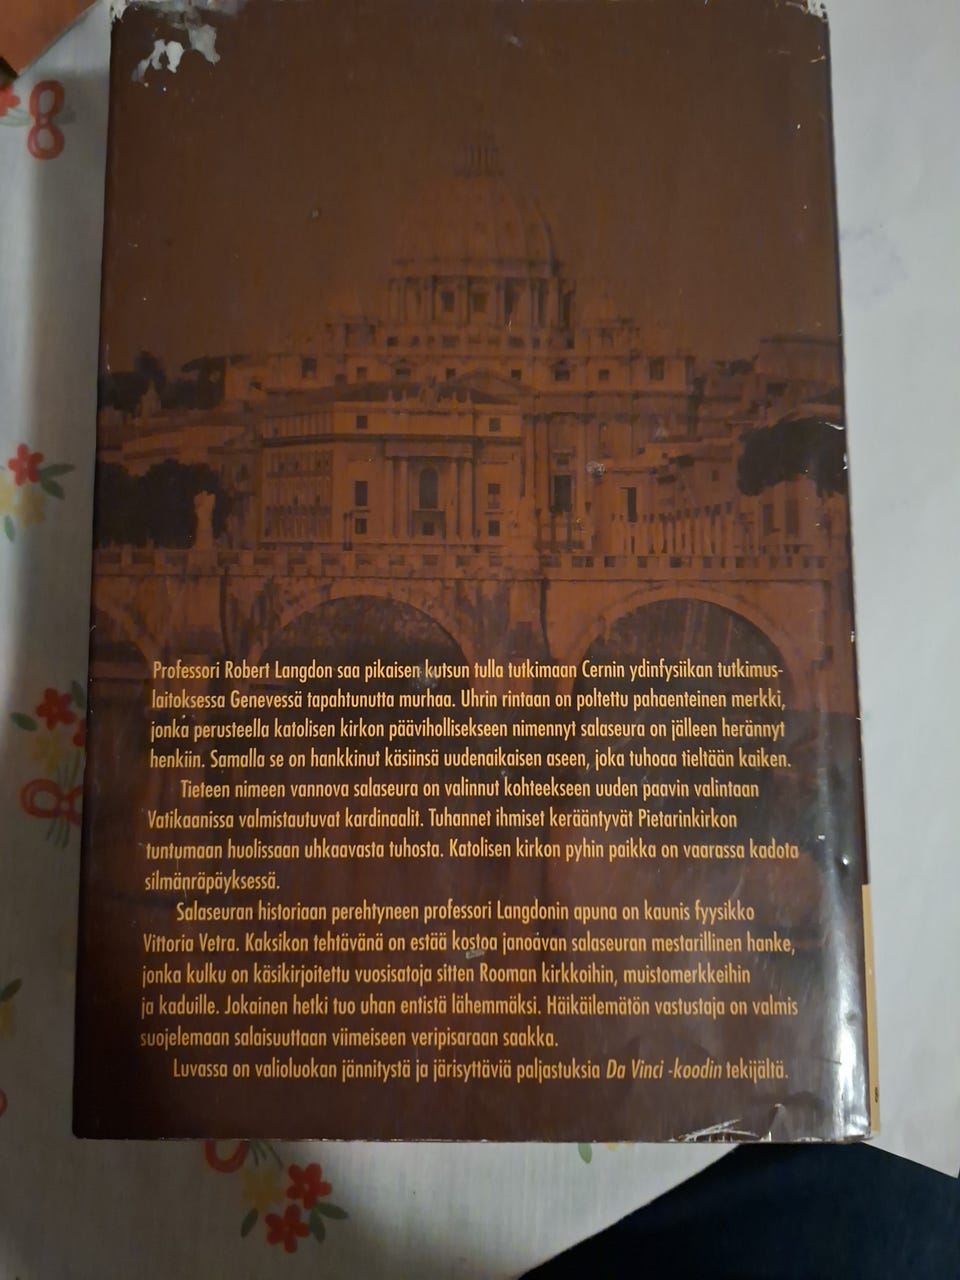 Professori Robert Langdon saa pikaisen kutsun tulla tutkimaan Cernin ydinfysiikan tutkimus-
laitoksessa Genevessä tapahtunutta murhaa. Uhrin rintaan on poltettu pahaenteinen merkki,
jonka perusteella katolisen kirkon päävihollisekseen nimennyt salaseura on jälleen herännyt
henkiin. Samalla se on hankkinut käsiinsä uudenaikaisen aseen, joka tuhoaa tieltään kaiken.
Tieteen nimeen vannova salaseura on valinnut kohteekseen uuden paavin valintaan
Vatikaanissa valmistautuvat kardinaalit. Tuhannet ihmiset kerääntyvät Pietarinkirkon
tuntumaan huolissaan uhkaavasta tuhosta. Katolisen kirkon pyhin paikka on vaarassa kadota
silmänräpäyksessä.
Salaseuran historiaan perehtyneen professori Langdonin apuna on kaunis fyysikko
Vittoria Vetra. Kaksikon tehtävänä on estää kostoa janoavan salaseuran mestarillinen hanke,
jonka kulku on käsikirjoitettu vuosisatoja sitten Rooman kirkkoihin, muistomerkkeihin
ja kaduille. Jokainen hetki tuo uhan entistä lähemmäksi. Häikäilemätön vastustaja on valmis
suojelemaan salaisuuttaan viimeiseen veripisaraan saakka.
Luvassa on valioluokan jännitystä ja järisyttäviä paljastuksia Da Vinci -koodin tekijältä.